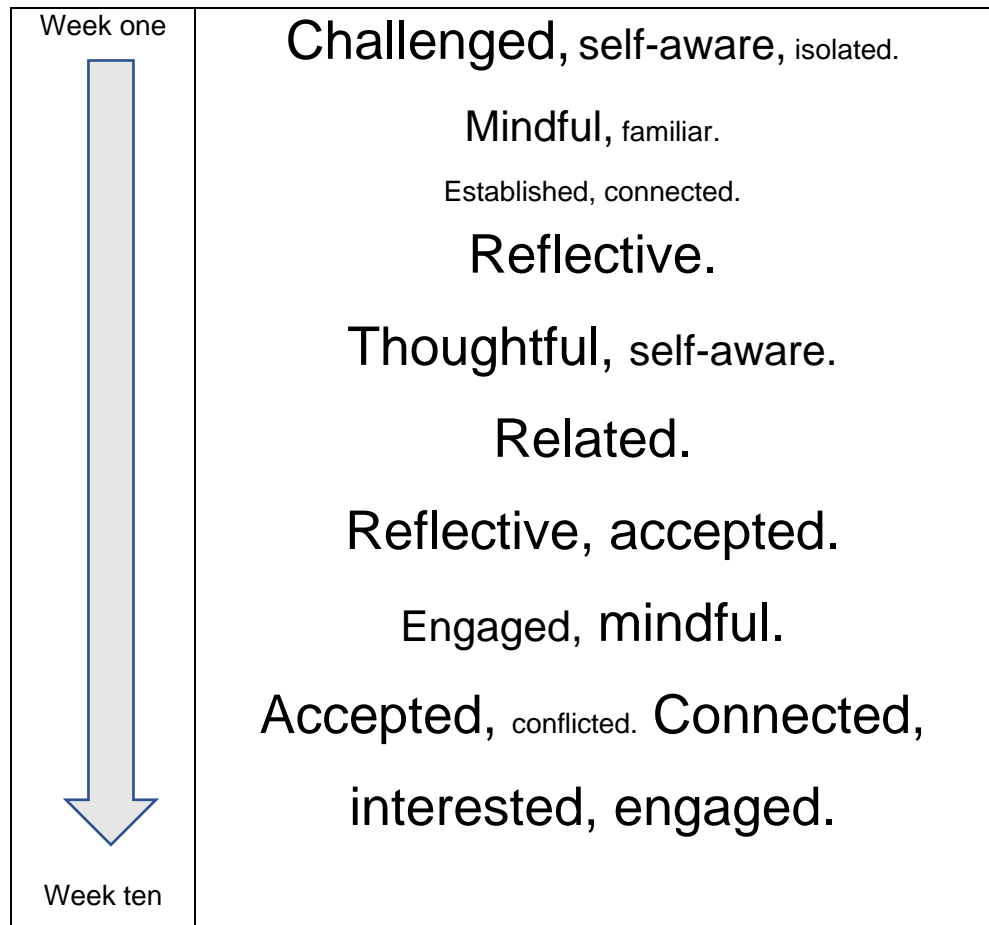 Week one
Challenged, self-aware, isolated.
Mindful, familiar.
Established, connected.
Reflective.
Thoughtful, self-aware.
Related.
Reflective, accepted.
Engaged, mindful.
Accepted, conflicted. Connected,
interested, engaged.
Week ten